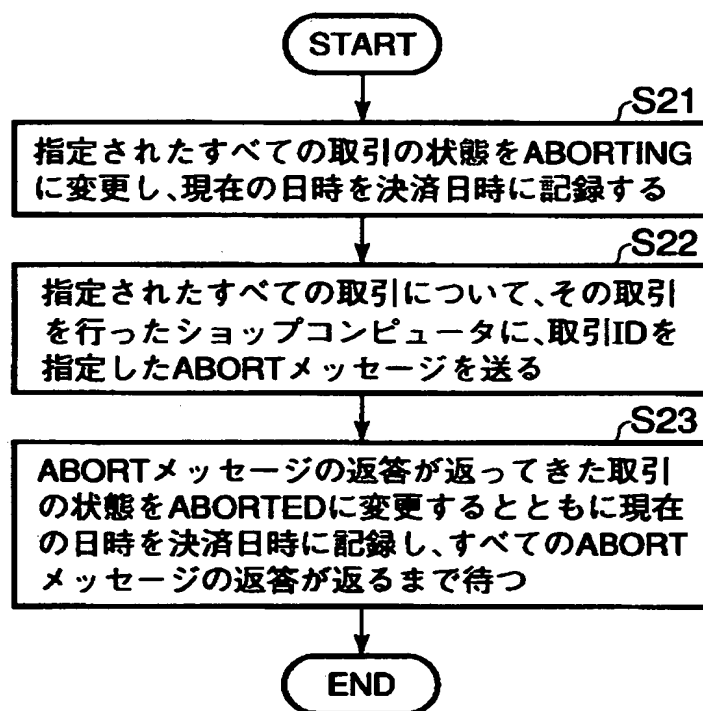 START
S21
指定されたすべての取引の状態をABORTING
に変更し、現在の日時を決済日時に記録する
S22
指定されたすべての取引について、その取引
を行ったショップコンピュータに、取引IDを
指定したABORTメッセージを送る
S23
ABORTメッセージの返答が返ってきた取引
の状態をABORTEDに変更するとともに現在
の日時を決済日時に記録し、すべてのABORT
メッセージの返答が返るまで待つ
END